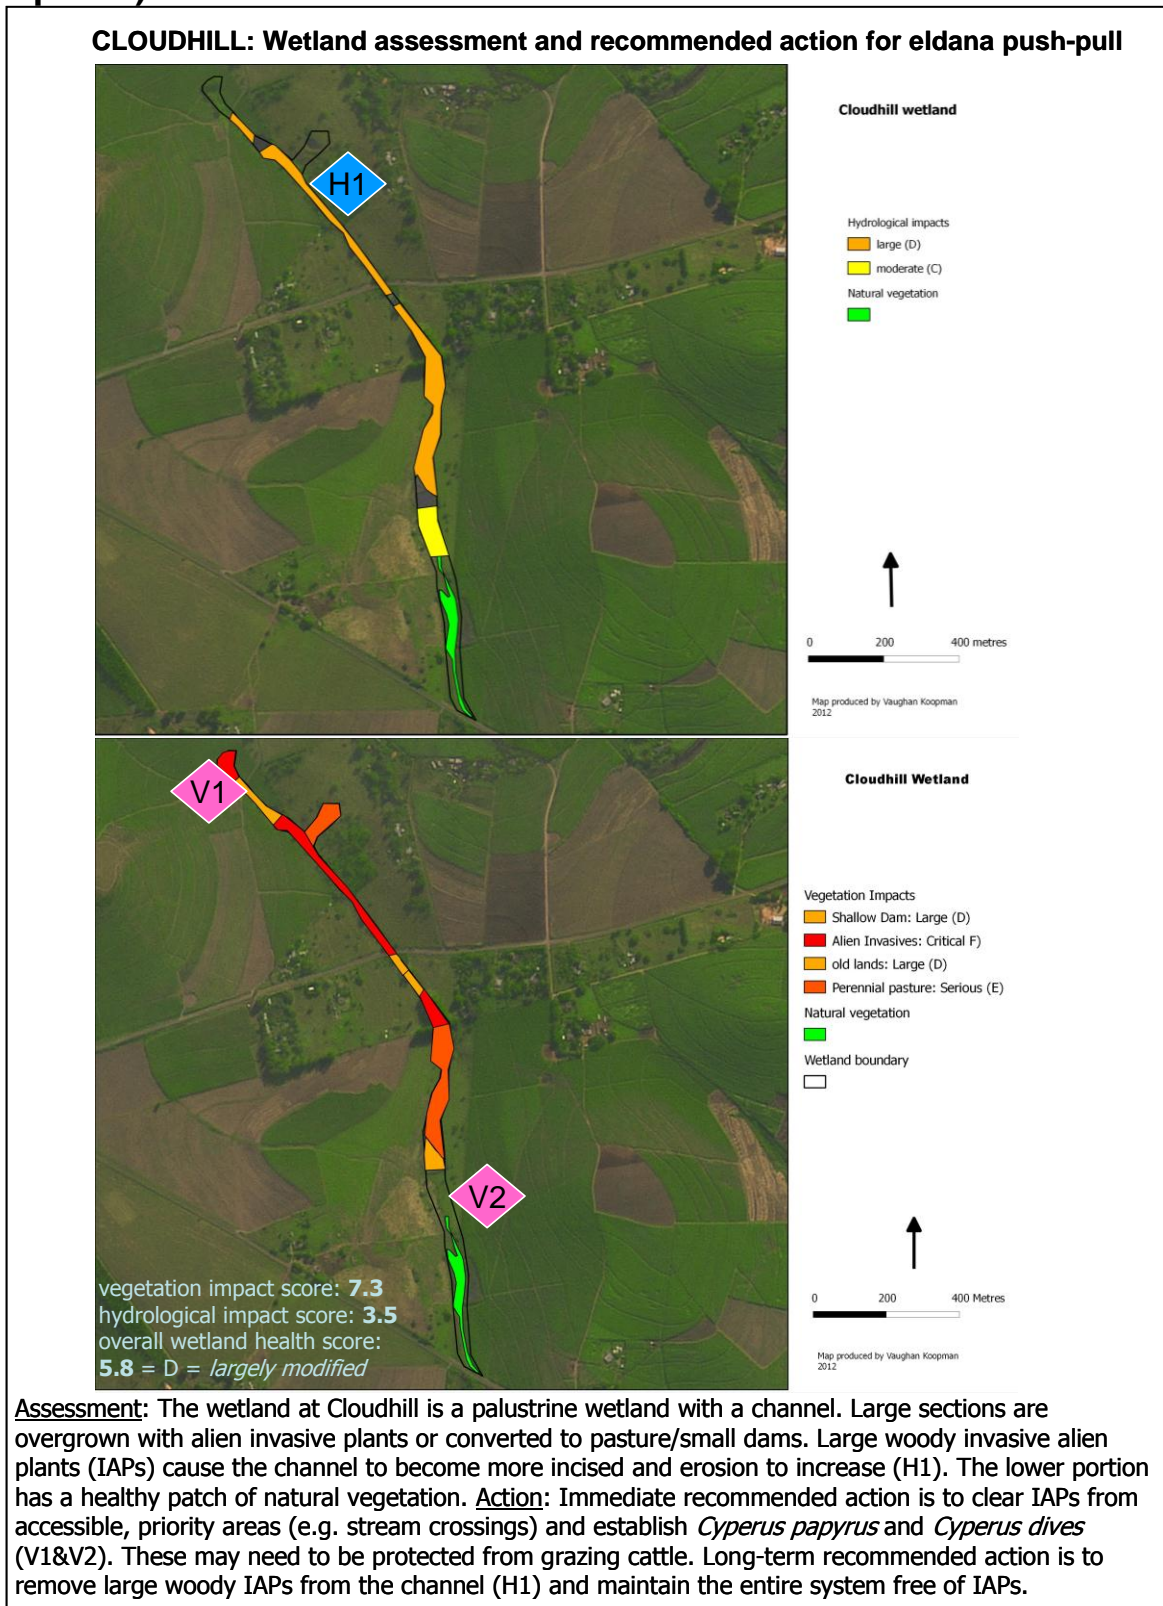 CLOUDHILL: Wetland assessment and recommended action for eldana push-pull
Cloudhill wetland
H1
Hydrological impacts
large (D)
moderate (C)
Natural vegetation
0 200 400 metres
Map produced by Vaughan Koopman
2012
Cloudhill Wetland
V1
Vegetation Impacts
Shallow Dam: Large (D)
Alien Invasives: Critical F)
old lands: Large (D)
Perennial pasture: Serious (E)
Natural vegetation
Wetland boundary
V2
vegetation impact score: 7.3
hydrological impact score: 3.5
overall wetland health score:
5.8 = D = largely modified
0 200 400 Metres
Map produced by Vaughan Koopman
2012
Assessment: The wetland at Cloudhill is a palustrine wetland with a channel. Large sections are
overgrown with alien invasive plants or converted to pasture/small dams. Large woody invasive alien
plants (IAPs) cause the channel to become more incised and erosion to increase (H1). The lower portion
has a healthy patch of natural vegetation. Action: Immediate recommended action is to clear IAPs from
accessible, priority areas (e.g. stream crossings) and establish Cyperus papyrus and Cyperus dives
(V1&V2). These may need to be protected from grazing cattle. Long-term recommended action is to
remove large woody IAPs from the channel (H1) and maintain the entire system free of IAPs.